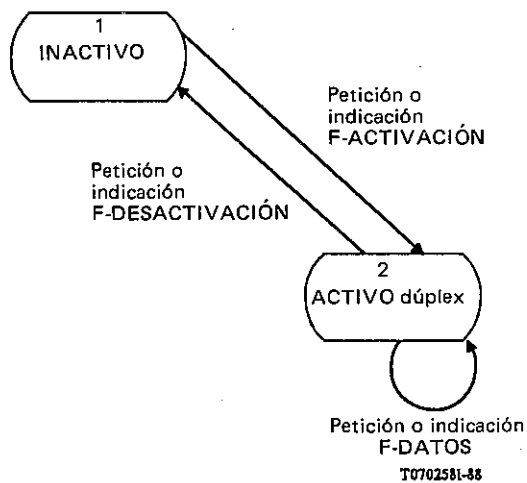 1
INACTIVO
Petición o
indicación
F-ACTIVACIÓN
Petición o
indicación
F-DESACTIVACIÓN
2
ACTIVO dúplex
Petición o indicación
F-DATOS
T0702581-88